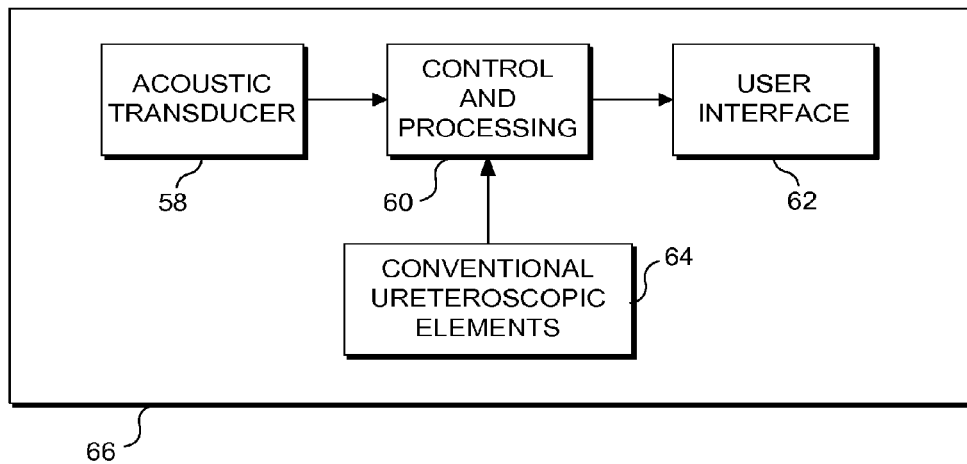 ACOUSTIC
TRANSDUCER
58
CONTROL
AND
PROCESSING
60
USER
INTERFACE
62
CONVENTIONAL
URETEROSCOPIC
ELEMENTS
64
66